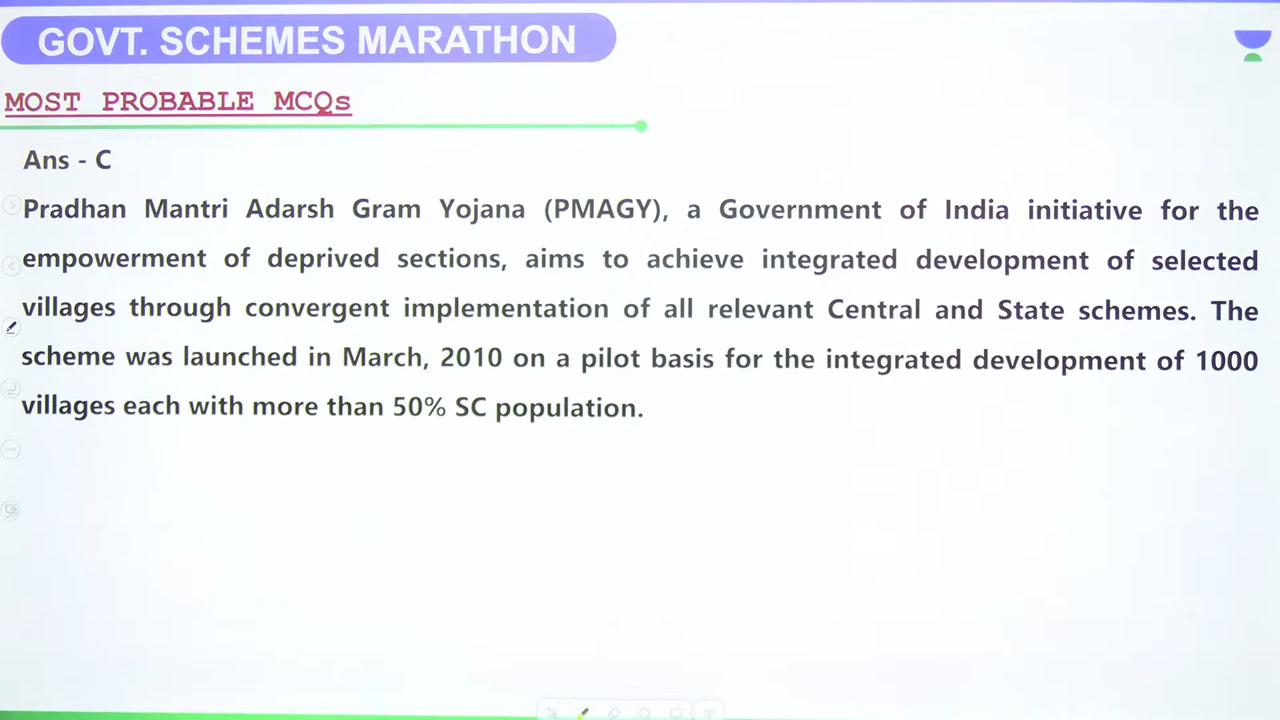 GOVT. SCHEMES MARATHON
MOST PROBABLE MCQs
Ans - C
Pradhan Mantri Adarsh Gram Yojana (PMAGY), a Government of India initiative for the
empowerment of deprived sections, aims to achieve integrated development of selected
villages through convergent implementation of all relevant Central and State schemes. The
scheme was launched in March, 2010 on a pilot basis for the integrated development of 1000
villages each with more than 50% SC population.